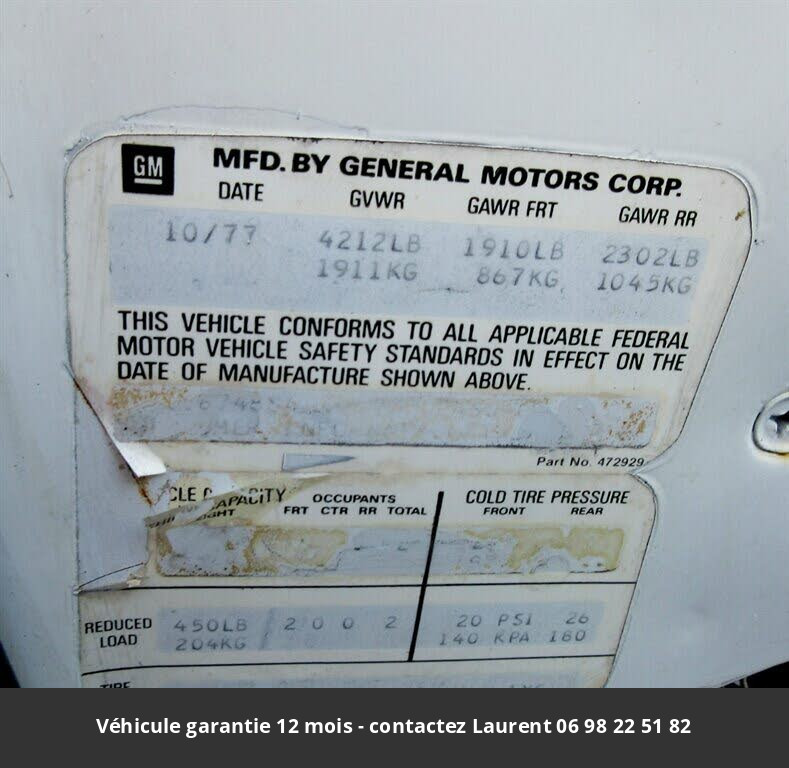 GM MFD. BY GENERAL MOTORS CORP.
DATE GVWR GAWR FRT GAWR RR
10/77 4212LB 1910LB 2302LB
1911KG 867KG 1045KG
THIS VEHICLE CONFORMS TO ALL APPLICABLE FEDERAL
MOTOR VEHICLE SAFETY STANDARDS IN EFFECT ON THE
DATE OF MANUFACTURE SHOWN ABOVE.
Part No. 472929
CAPACITY OCCUPANTS COLD TIRE PRESSURE
FRT CTR RR TOTAL FRONT REAR
REDUCED LOAD 450LB 2 0 0 2 20 PSI 26
204KG 140 KPA 180
TIRE
Véhicule garantie 12 mois - contactez Laurent 06 98 22 51 82